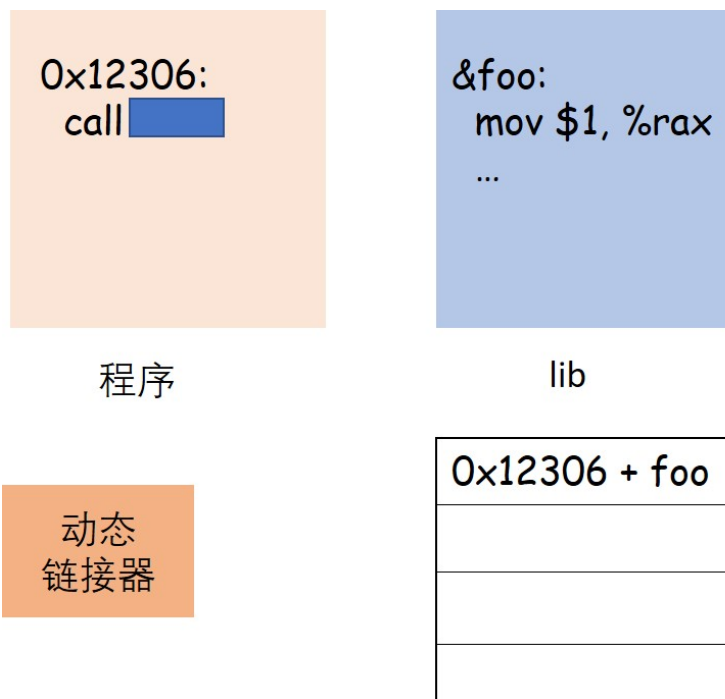 0x12306:
call
&foo:
mov $1, %rax
...
程序
lib
动态
链接器
0x12306 + foo